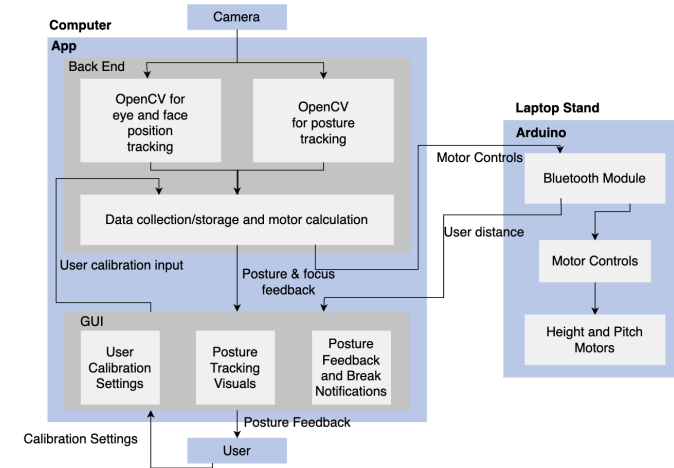 Camera
Computer
App
Back End
OpenCV for
eye and face
position
tracking
OpenCV
for posture
tracking
Data collection/storage and motor calculation
User calibration input
Posture & focus
feedback
GUI
User
Calibration
Settings
Posture
Tracking
Visuals
Posture
Feedback
and Break
Notifications
Posture Feedback
Calibration Settings
User
Motor Controls
User distance
Laptop Stand
Arduino
Bluetooth Module
Motor Controls
Height and Pitch
Motors